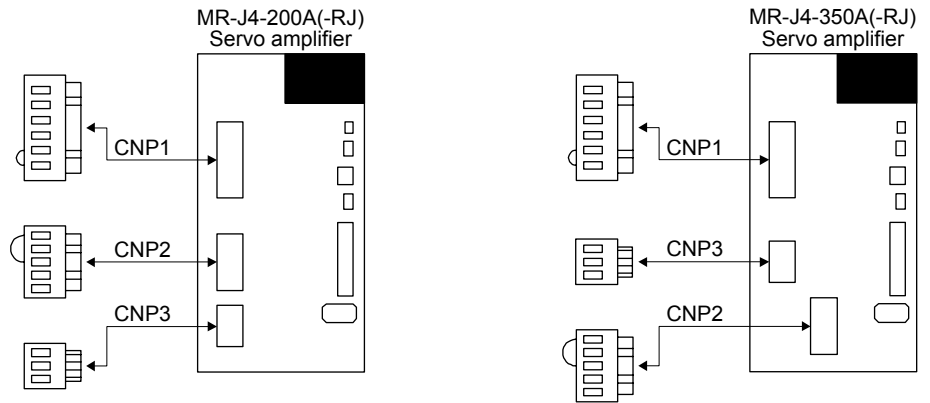 MR-J4-200A(-RJ)
Servo amplifier
CNP1
CNP2
CNP3
MR-J4-350A(-RJ)
Servo amplifier
CNP1
CNP3
CNP2